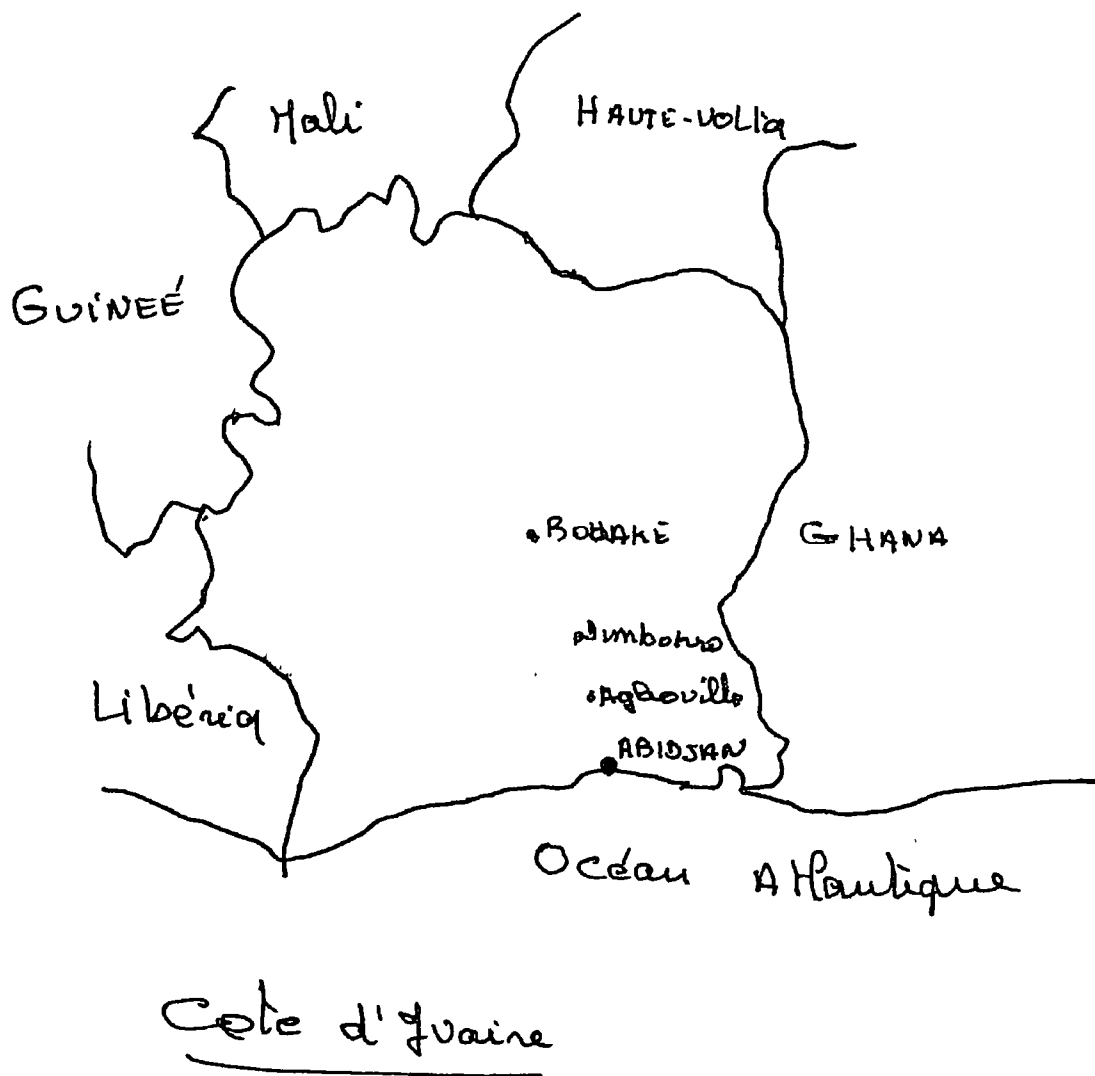 Mali
HAUTE-VOLTA
GUINEÉ
.BOUAKE
GHANA
.Dimbokro
.Agboville
Libéria
ABIDJAN
Océan Atlantique
Cote d'Ivoire